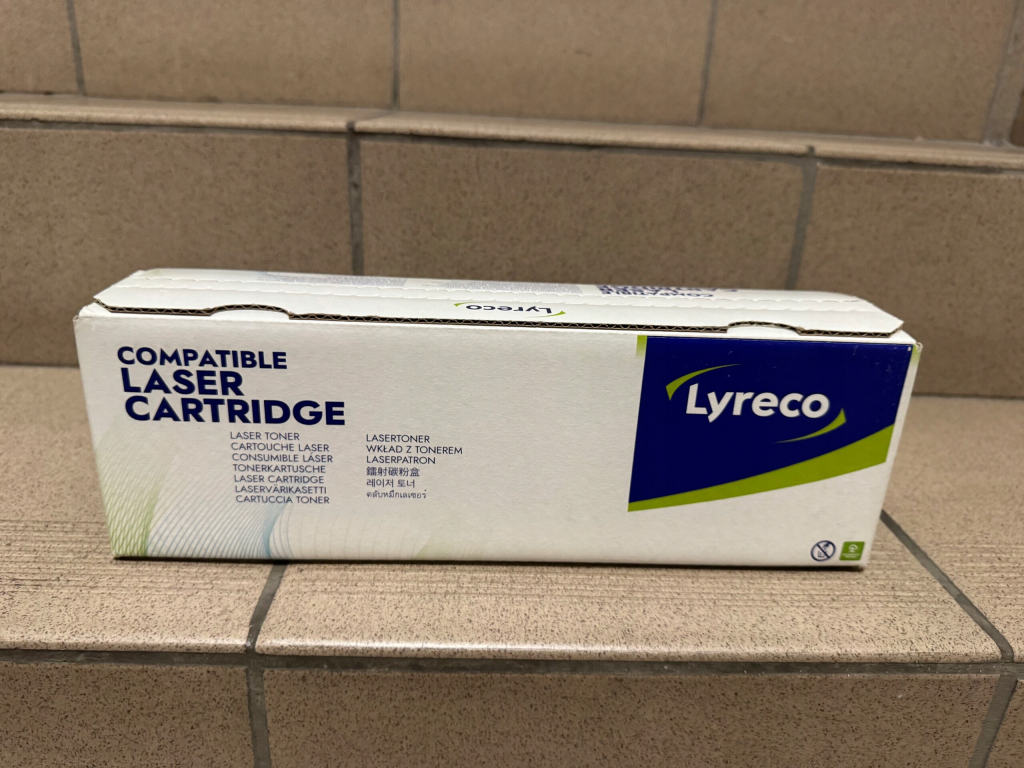 COMPATIBLE
CARTRIDGE
Lyreco
COMPATIBLE
LASER
CARTRIDGE
LASER TONER
CARTOUCHE LASER
CONSUMIBLE LÁSER
TONERKARTUSCHE
LASER CARTRIDGE
LASERVÄRIKASETTI
CARTUCCIA TONER
LASERTONER
WKŁAD Z TONEREM
LASERPATRON
鐳射碳粉盒
레이저 토너
ตลับหมึกเลเซอร์
Lyreco